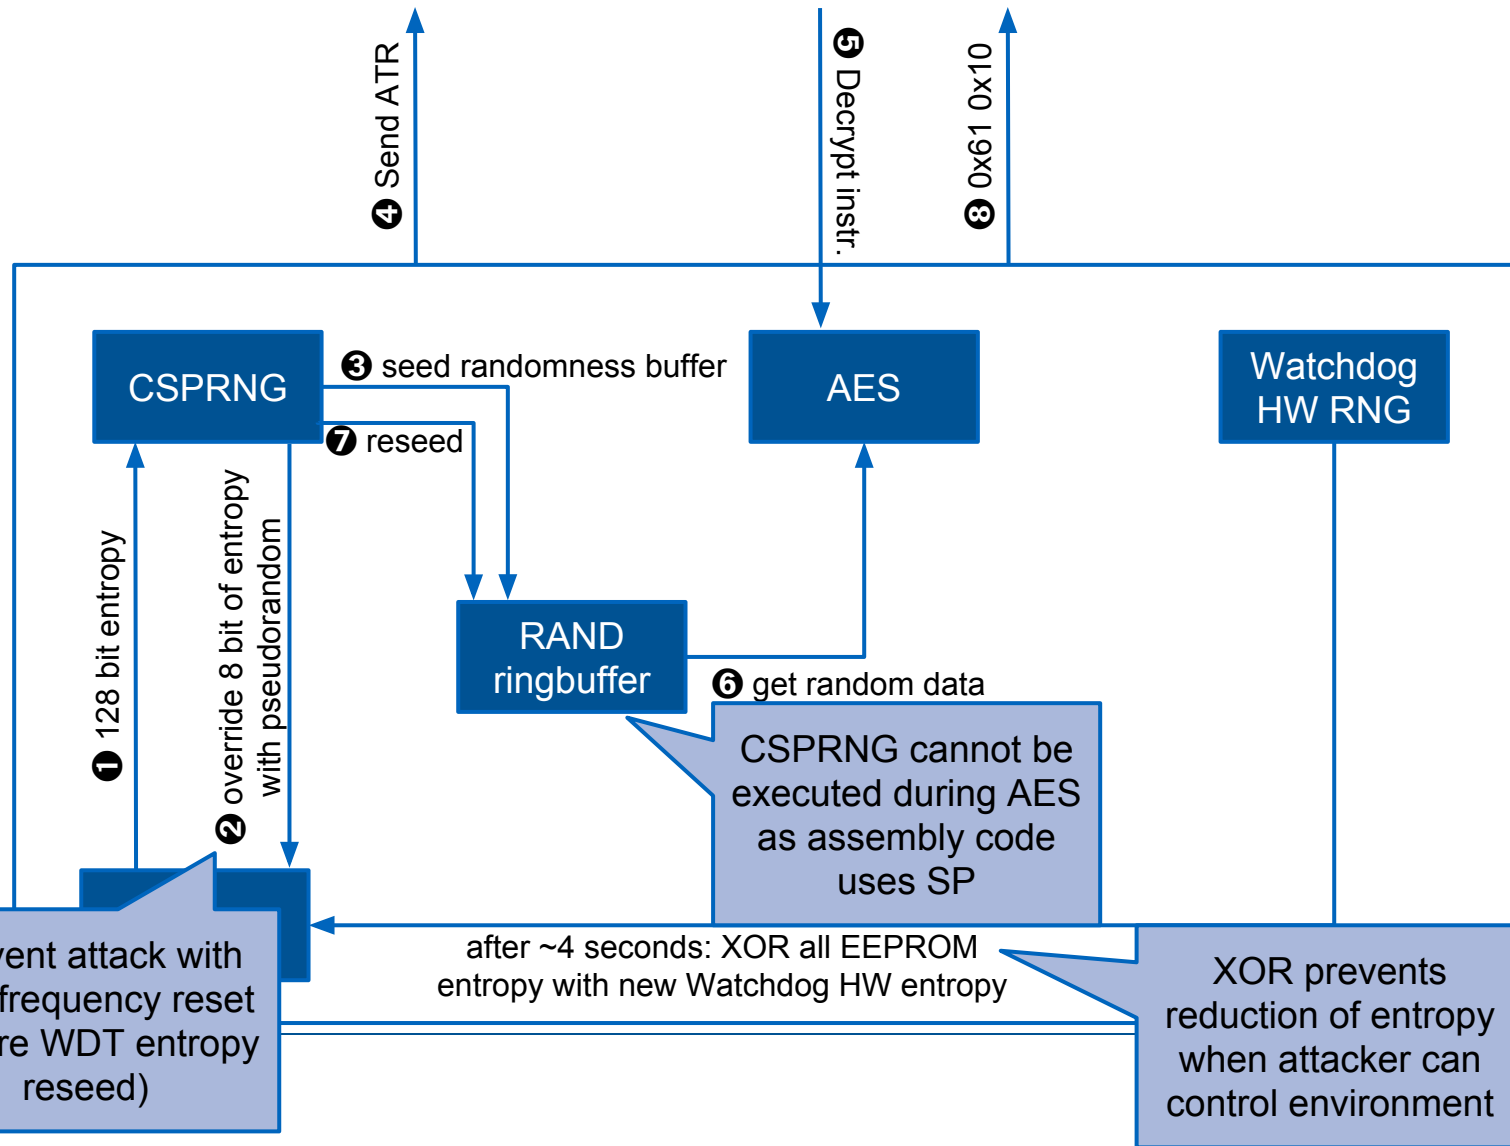 ❹ Send ATR
❺ Decrypt instr.
❽ 0x61 0x10
CSPRNG
❸ seed randomness buffer
❼ reseed
AES
Watchdog
HW RNG
❶ 128 bit entropy
❷ override 8 bit of entropy
with pseudorandom
RAND
ringbuffer
❻ get random data
CSPRNG cannot be
executed during AES
as assembly code
uses SP
attack with
frequency reset
WDT entropy
reseed)
after ~4 seconds: XOR all EEPROM
entropy with new Watchdog HW entropy
XOR prevents
reduction of entropy
when attacker can
control environment